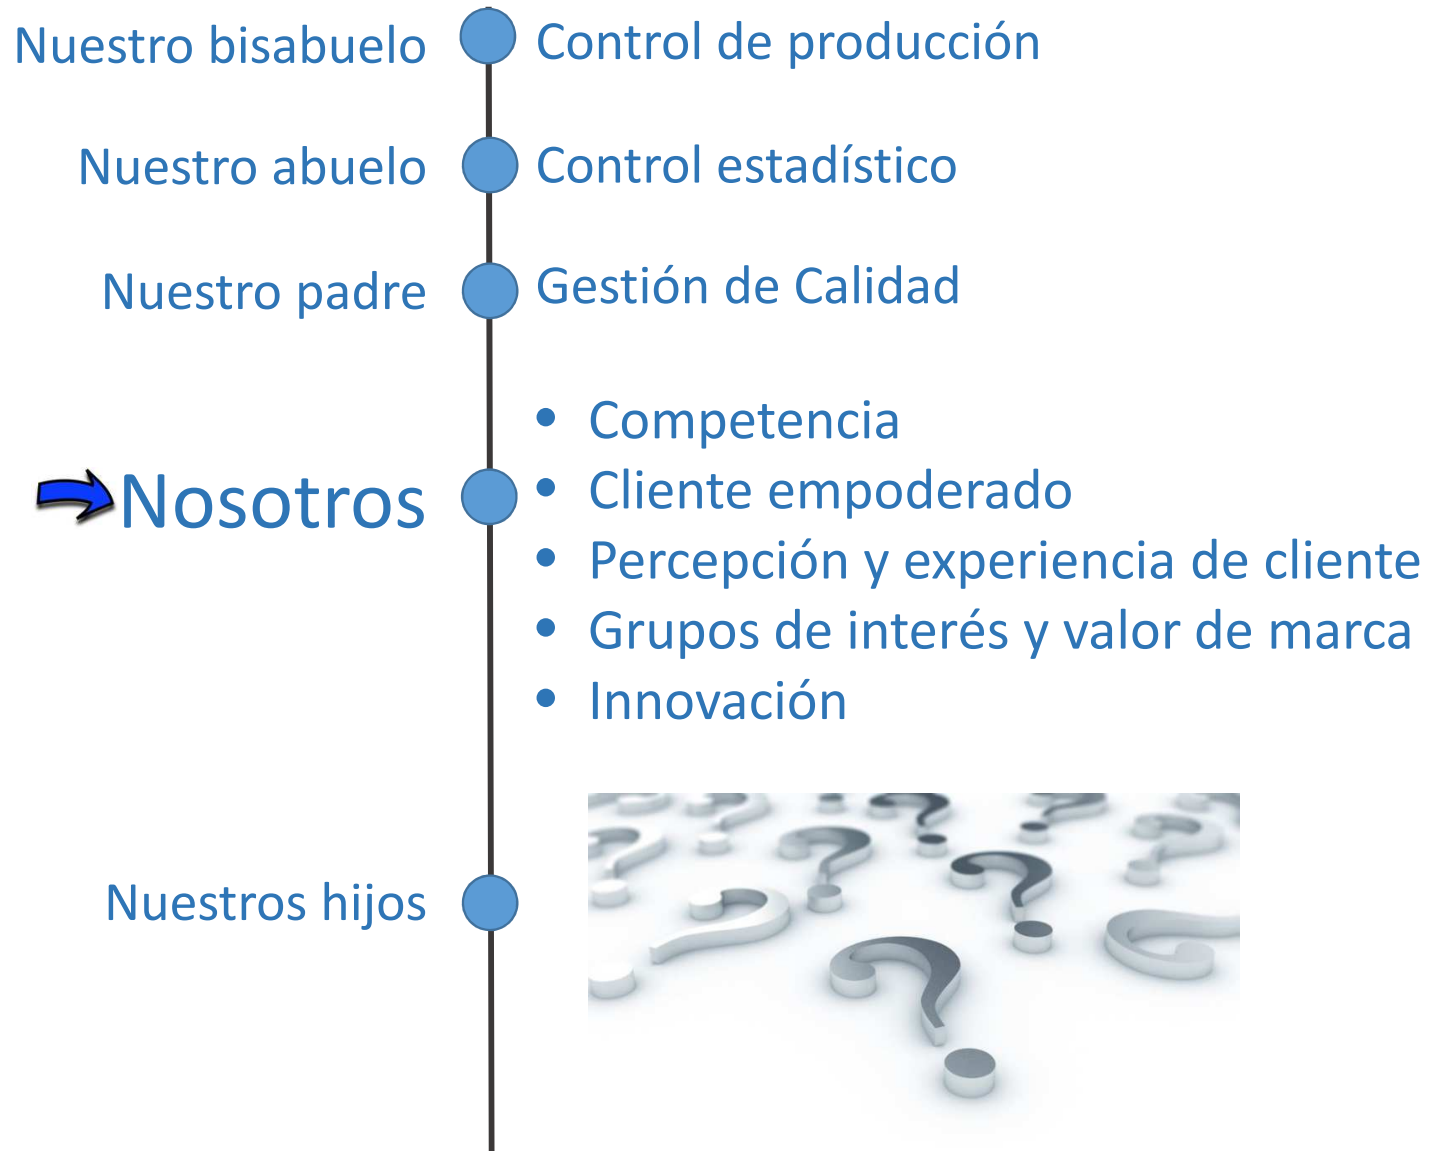 Nuestro bisabuelo
Control de producción
Nuestro abuelo
Control estadístico
Nuestro padre
Gestión de Calidad
Nosotros
• Competencia
• Cliente empoderado
• Percepción y experiencia de cliente
• Grupos de interés y valor de marca
• Innovación
Nuestros hijos